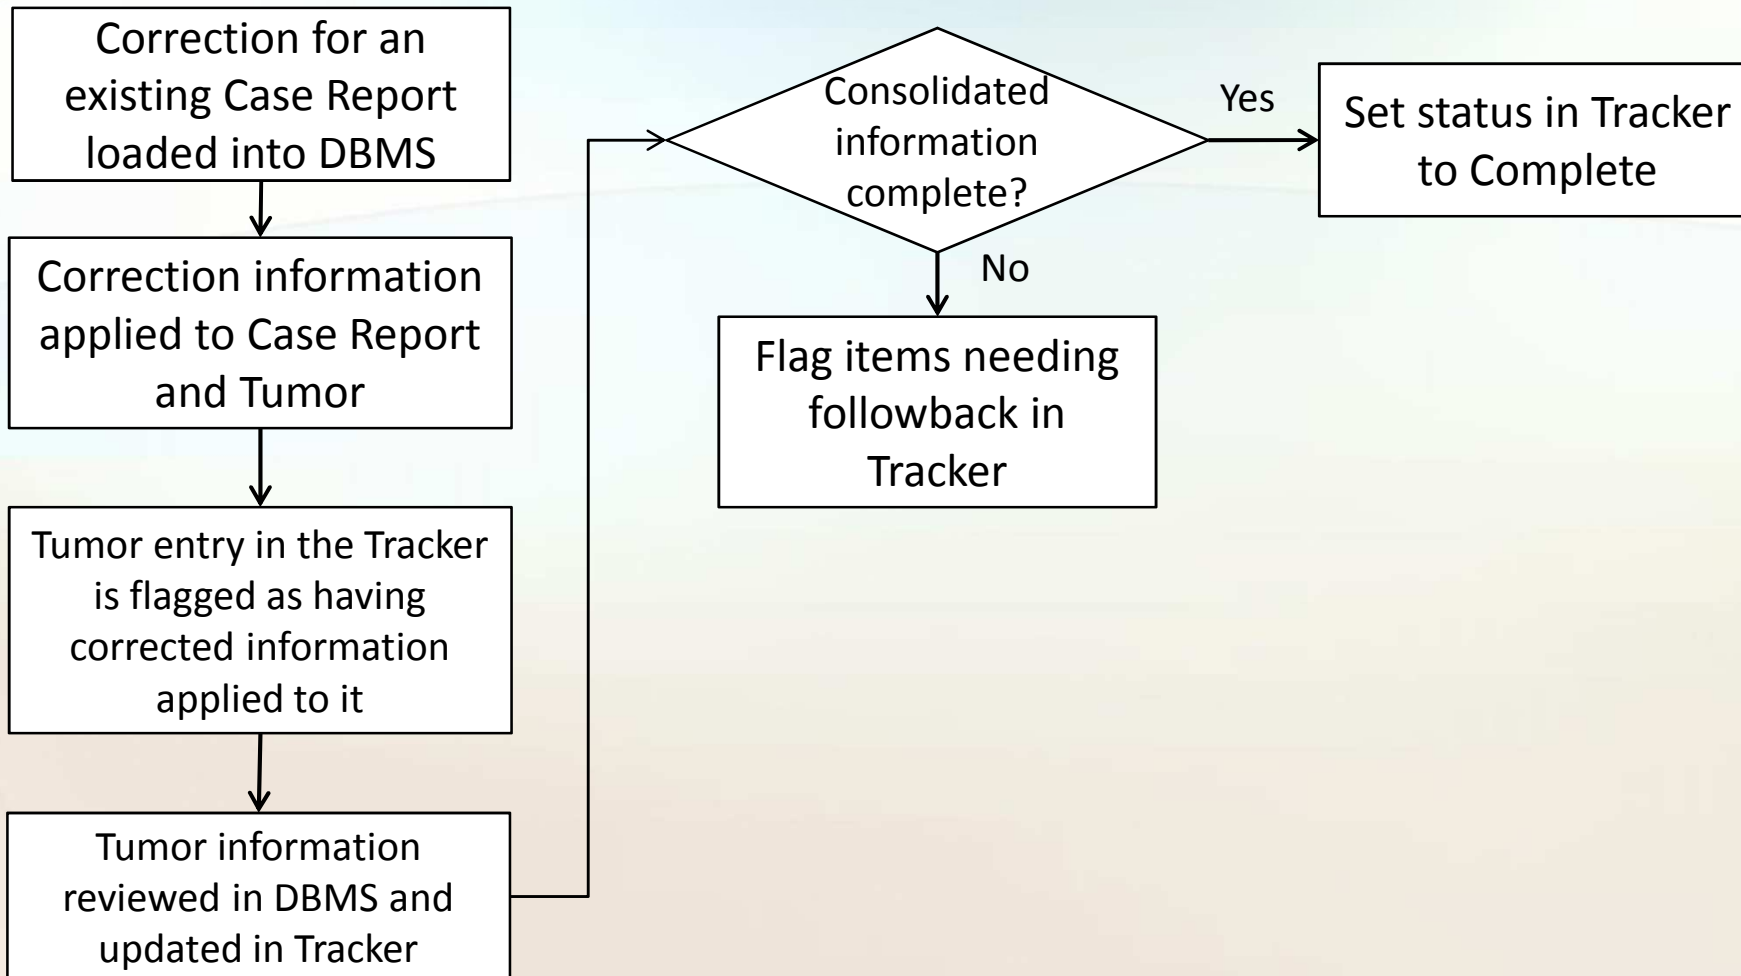 Correction for an
existing Case Report
loaded into DBMS
Correction information
applied to Case Report
and Tumor
Tumor entry in the Tracker
is flagged as having
corrected information
applied to it
Tumor information
reviewed in DBMS and
updated in Tracker
Consolidated
information
complete?
Yes
Set status in Tracker
to Complete
No
Flag items needing
followback in
Tracker